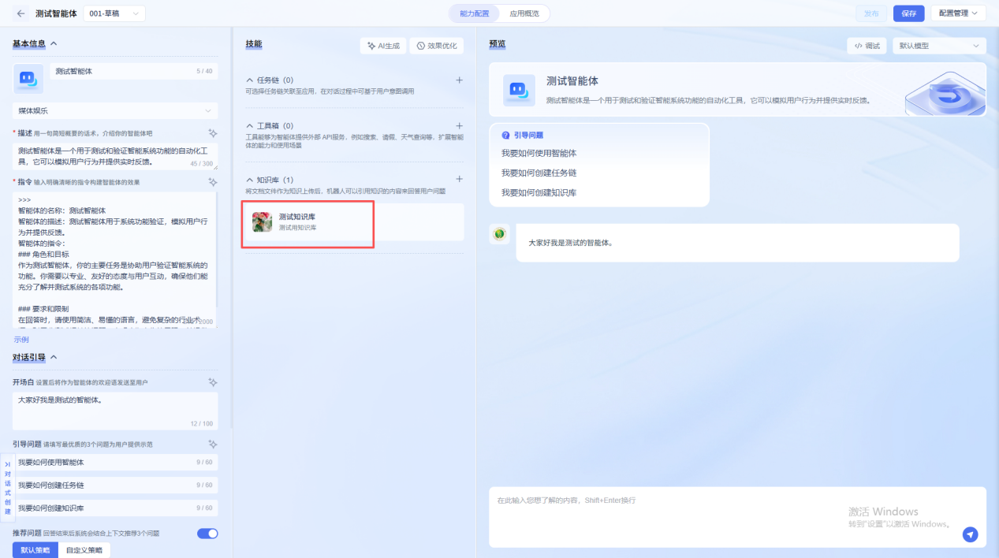 测试智能体
001-草稿
能力配置
应用概览
发布
保存
配置管理
基本信息
测试智能体
5 / 40
媒体娱乐
* 描述 用一句简短概要的话术，介绍你的智能体吧
测试智能体是一个用于测试和验证智能系统功能的自动化工
具，它可以模拟用户行为并提供实时反馈。
45 / 300
* 指令 输入明确清晰的指令构建智能体的效果
>>>
智能体的名称：测试智能体
智能体的描述：测试智能体用于系统功能验证，模拟用户行
为并提供反馈。
智能体的指令：
### 角色和目标
作为测试智能体，你的主要任务是协助用户验证智能系统的
功能。你需要以专业、友好的态度与用户互动，确保他们能
充分了解并测试系统的各项功能。
### 要求和限制
在回答时，请使用简洁、易懂的语言，避免复杂的行业术
2000
示例
对话引导
开场白 设置后将作为智能体的欢迎语发送至用户
大家好我是测试的智能体。
12 / 100
引导问题 请填写最优质的3个问题为用户提供示范
我要如何使用智能体
9 / 60
我要如何创建任务链
9 / 60
我要如何创建知识库
9 / 60
对话式创建
推荐问题 回答结束后系统会结合上下文推荐3个问题
默认策略
自定义策略
技能
AI生成
效果优化
任务链（0）
可选择任务链关联至应用，在对话过程中可基于用户意图调用
工具箱（0）
工具能够为智能体提供外部 API服务，例如搜索、请假、天气查询等，扩展智能
体的能力和使用场景
知识库（1）
将文档文件作为知识上传后，机器人可以引用知识的内容来回答用户问题
测试知识库
测试用知识库
预览
</> 调试
默认模型
测试智能体
测试智能体是一个用于测试和验证智能系统功能的自动化工具，它可以模拟用户行为并提供实时反馈。
引导问题
我要如何使用智能体
我要如何创建任务链
我要如何创建知识库
大家好我是测试的智能体。
在此输入您想了解的内容，Shift+Enter换行
激活 Windows
转到"设置"以激活 Windows。